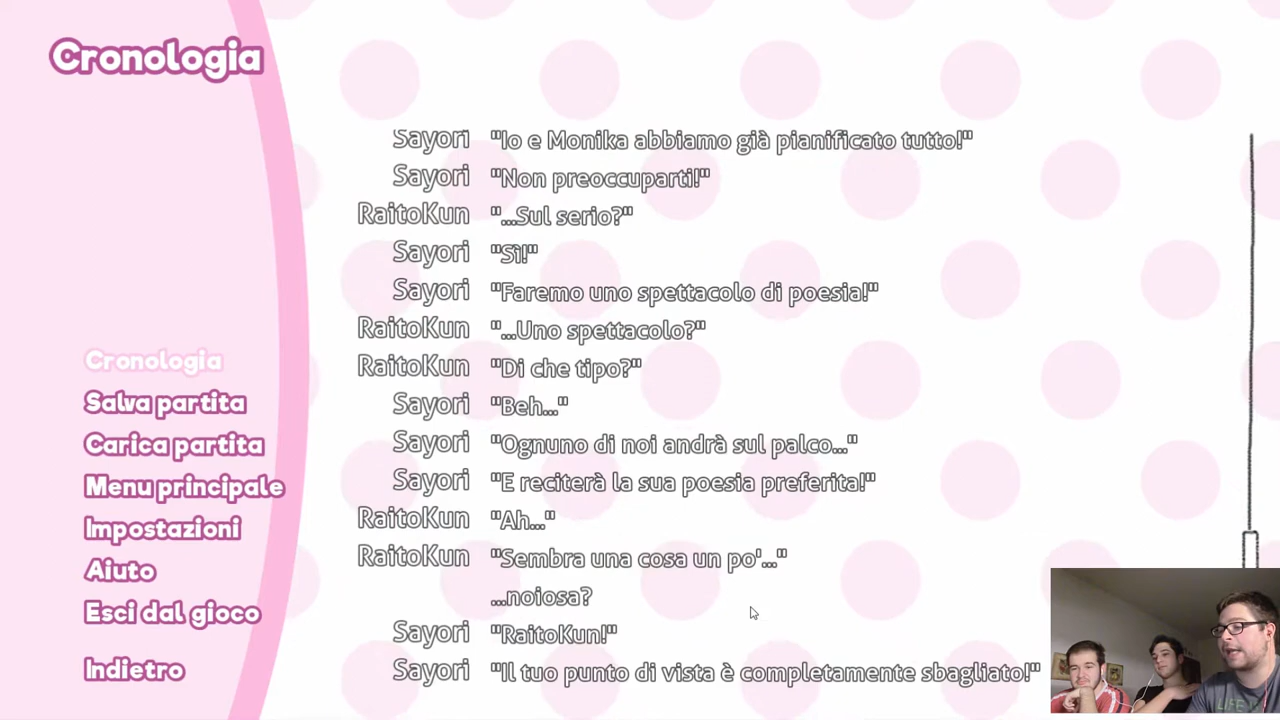 Cronologia
Sayori "Io e Monika abbiamo già pianificato tutto!"
Sayori "Non preoccuparti!"
RaitoKun "...Sul serio?"
Sayori "Sì!"
Sayori "Faremo uno spettacolo di poesia!"
RaitoKun "...Uno spettacolo?"
RaitoKun "Di che tipo?"
Sayori "Beh..."
Sayori "Ognuno di noi andrà sul palco..."
Sayori "E reciterà la sua poesia preferita!"
RaitoKun "Ah..."
RaitoKun "Sembra una cosa un po'..."
...noiosa?
Sayori "RaitoKun!"
Sayori "Il tuo punto di vista è completamente sbagliato!"
Cronologia
Salva partita
Carica partita
Menu principale
Impostazioni
Aiuto
Esci dal gioco
Indietro